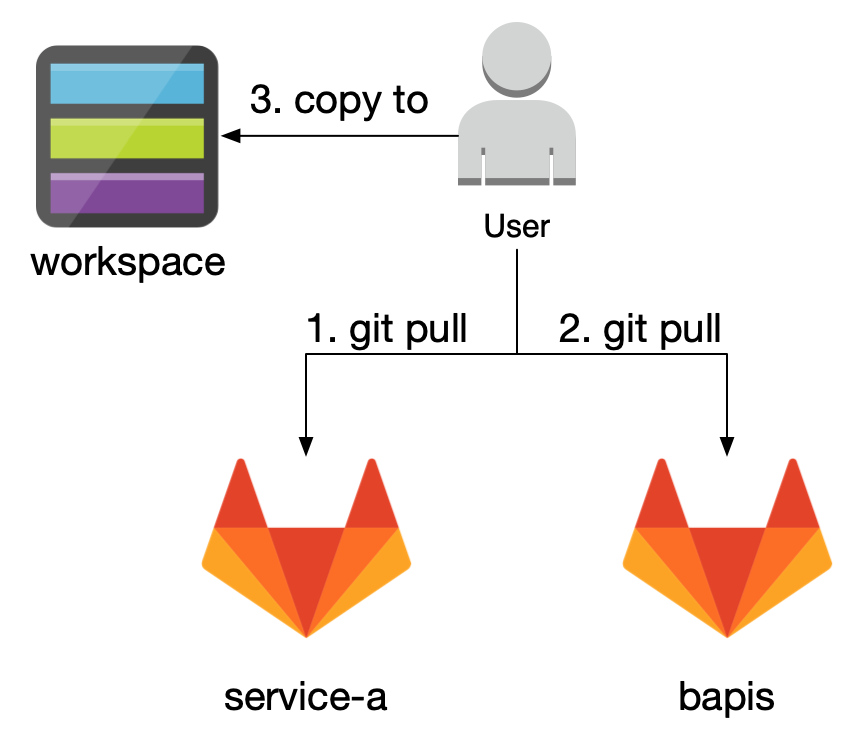 3. copy to
User
workspace
1. git pull
2. git pull
service-a
bapis